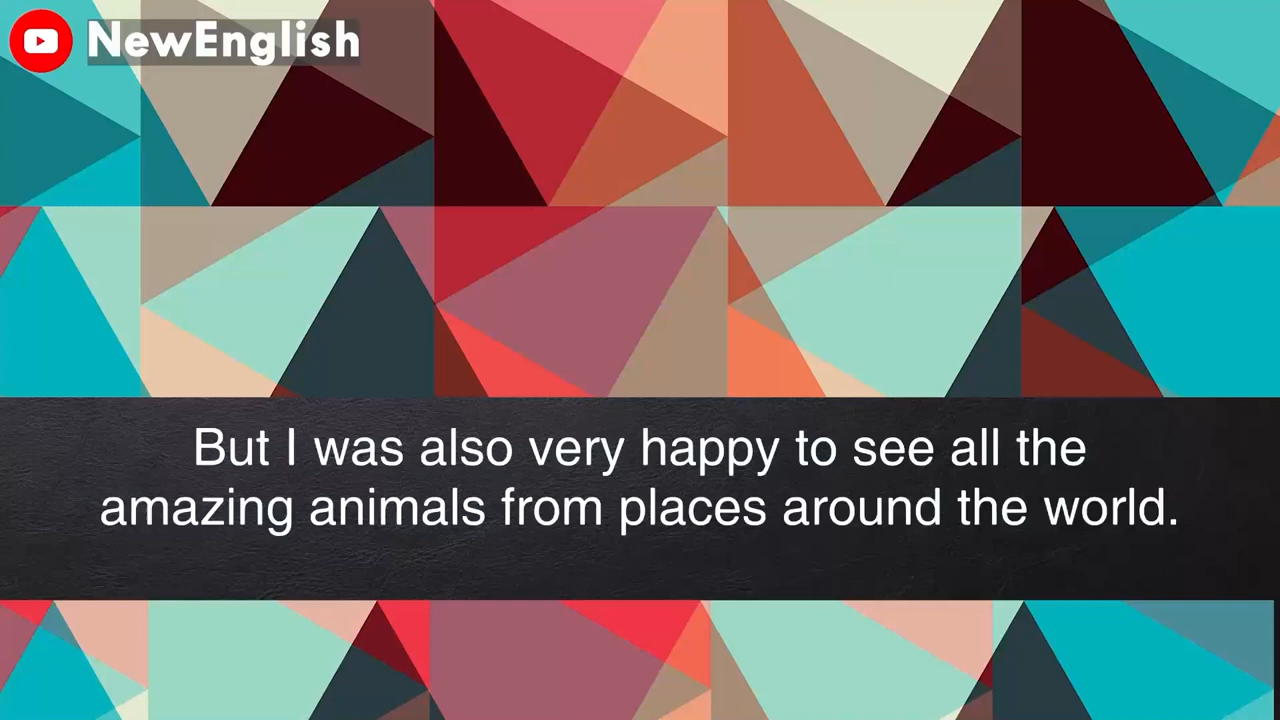 NewEnglish
But I was also very happy to see all the
amazing animals from places around the world.